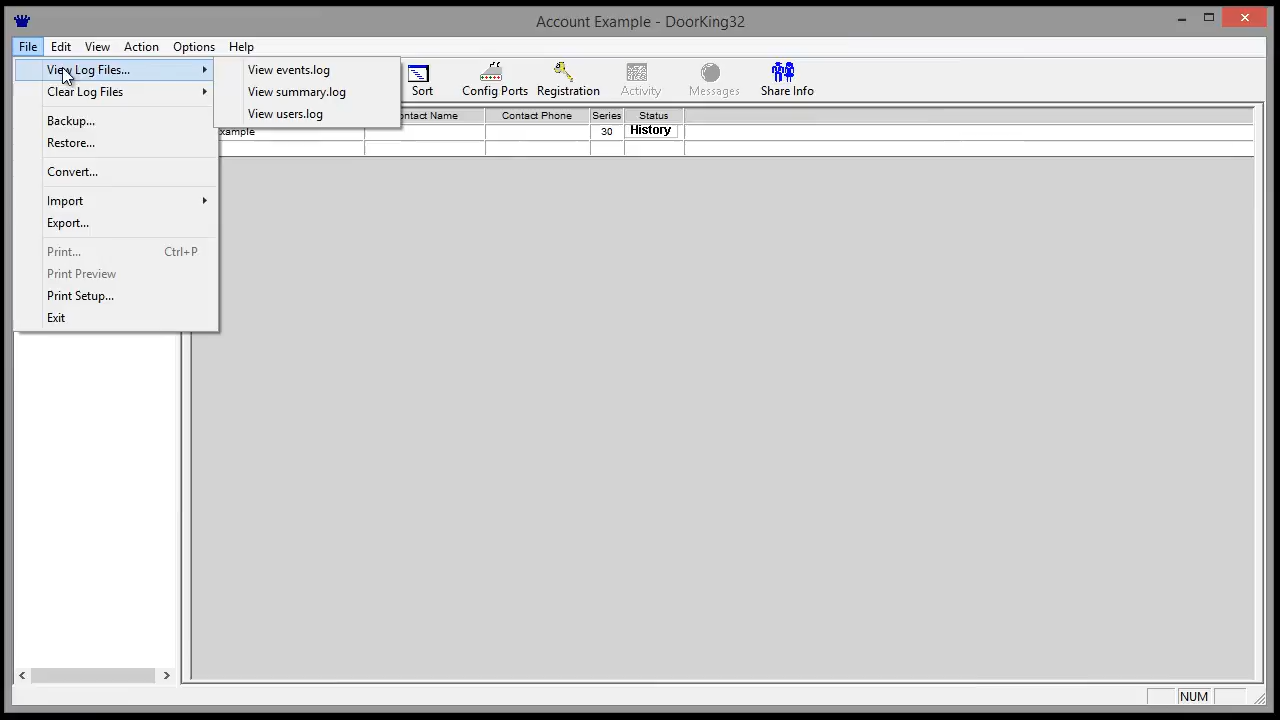 Account Example - DoorKing32
File Edit View Action Options Help
View Log Files...
Clear Log Files
Backup...
Restore...
Convert...
Import
Export...
Print... Ctrl+P
Print Preview
Print Setup...
Exit
View events.log
View summary.log
View users.log
Sort Config Ports Registration Activity Messages Share Info
Contact Name Contact Phone Series Status
Example 30 History
NUM